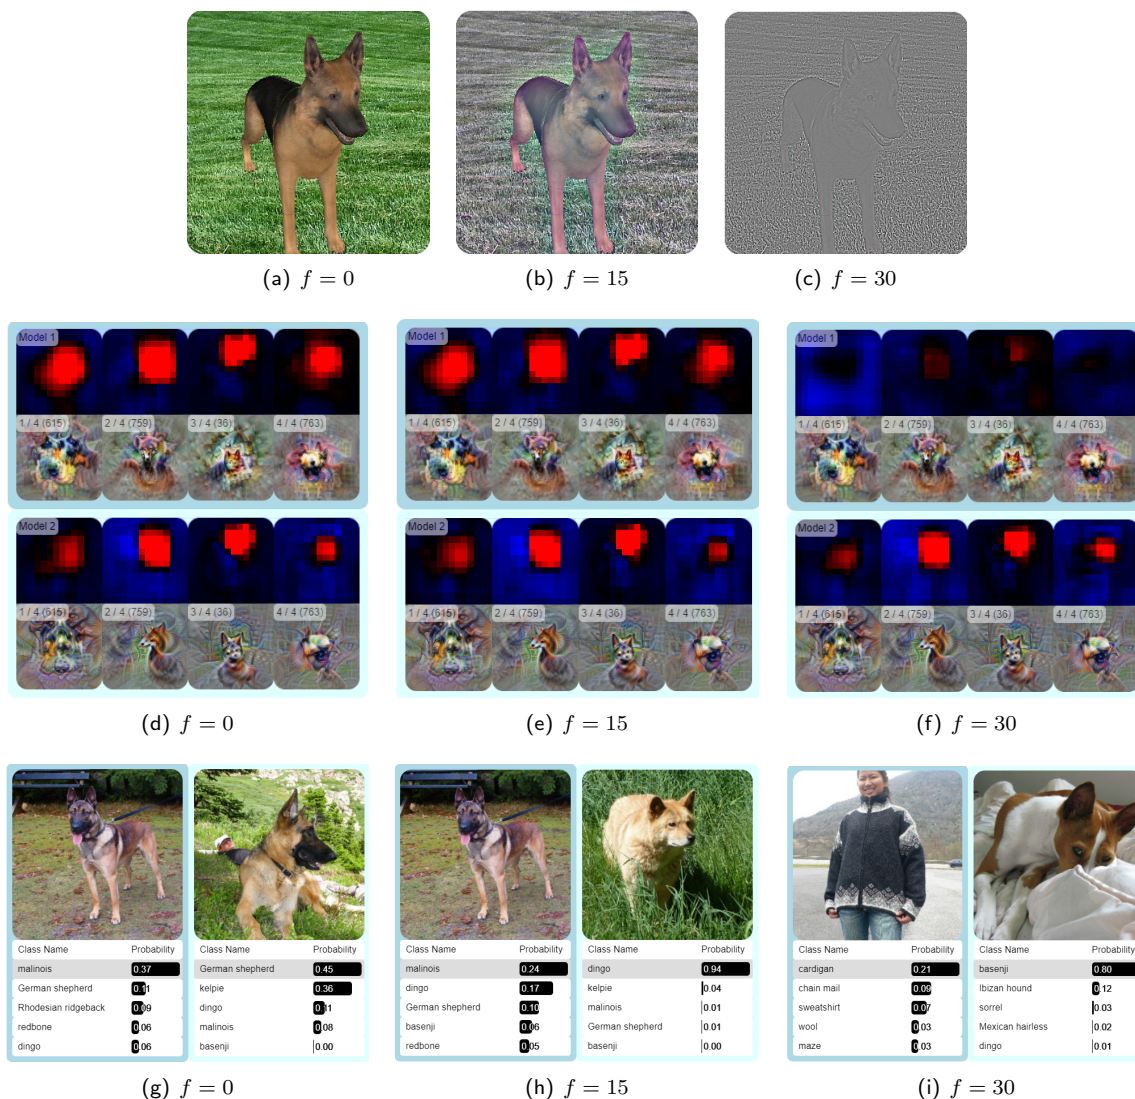 (a) f = 0
(b) f = 15
(c) f = 30
Model 1
1 / 4 (615) 2 / 4 (759) 3 / 4 (36) 4 / 4 (763)
Model 2
1 / 4 (615) 2 / 4 (759) 3 / 4 (36) 4 / 4 (763)
(d) f = 0
Model 1
1 / 4 (615) 2 / 4 (759) 3 / 4 (36) 4 / 4 (763)
Model 2
1 / 4 (615) 2 / 4 (759) 3 / 4 (36) 4 / 4 (763)
(e) f = 15
Model 1
1 / 4 (615) 2 / 4 (759) 3 / 4 (36) 4 / 4 (763)
Model 2
1 / 4 (615) 2 / 4 (759) 3 / 4 (36) 4 / 4 (763)
(f) f = 30
Class Name Probability
malinois 0.37
German shepherd 0.11
Rhodesian ridgeback 0.09
redbone 0.06
dingo 0.06
Class Name Probability
German shepherd 0.45
kelpie 0.36
dingo 0.11
malinois 0.08
basenji 0.00
(g) f = 0
Class Name Probability
malinois 0.24
dingo 0.17
German shepherd 0.10
basenji 0.06
redbone 0.05
Class Name Probability
dingo 0.94
kelpie 0.04
malinois 0.01
German shepherd 0.01
basenji 0.00
(h) f = 15
Class Name Probability
cardigan 0.21
chain mail 0.09
sweatshirt 0.07
wool 0.03
maze 0.03
Class Name Probability
basenji 0.80
Ibizan hound 0.12
sorrel 0.03
Mexican hairless 0.02
dingo 0.01
(i) f = 30